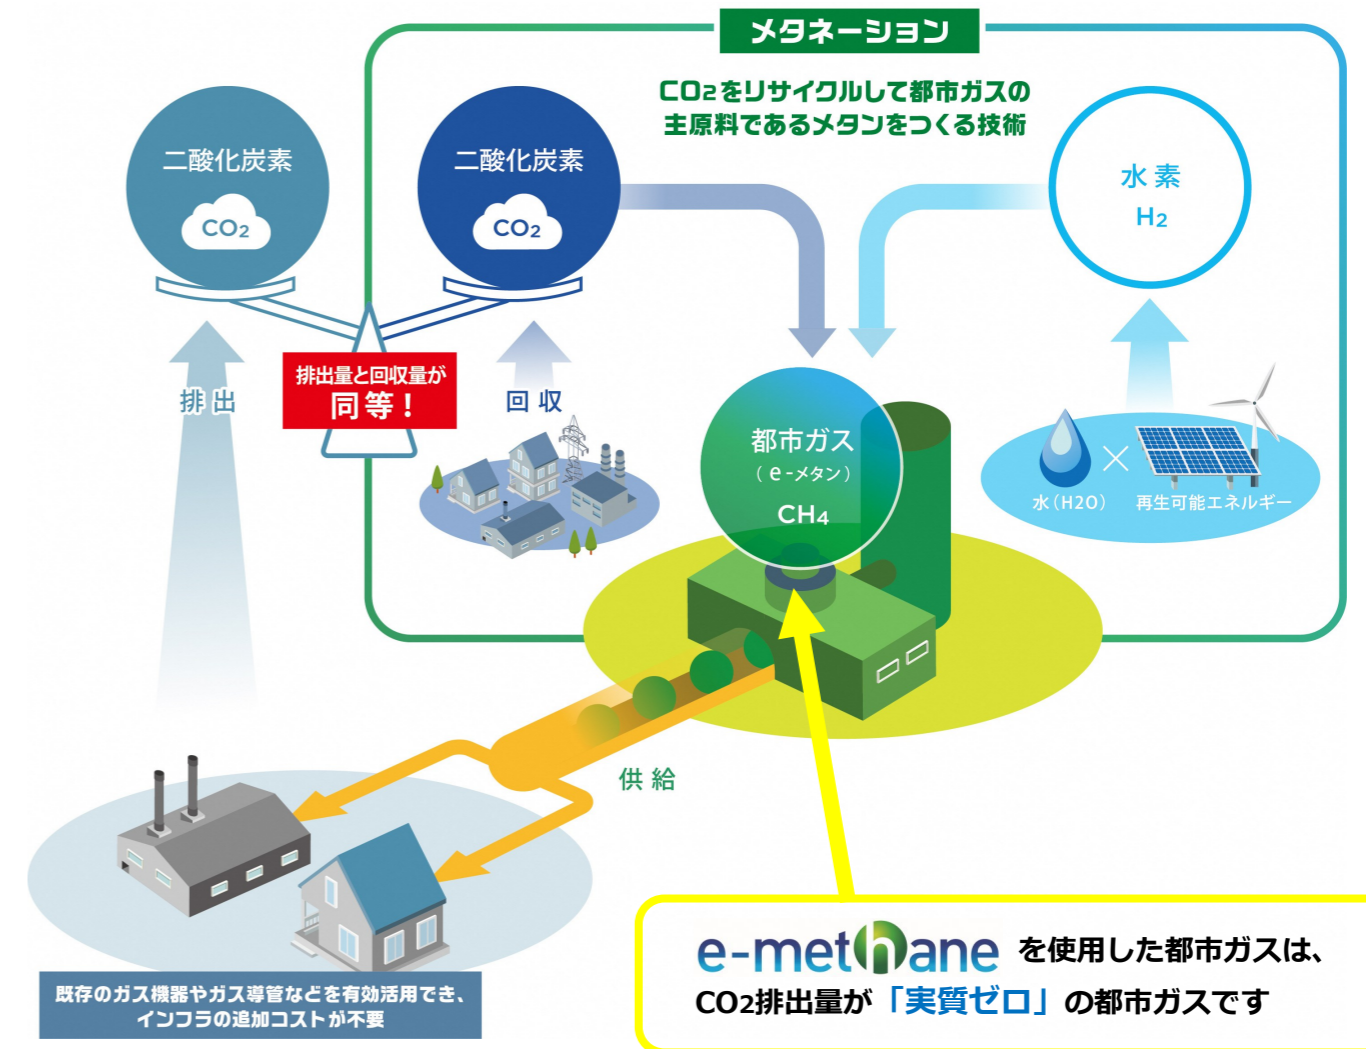 メタネーション
CO2をリサイクルして都市ガスの
主原料であるメタンをつくる技術
二酸化炭素
CO2
二酸化炭素
CO2
水素
H2
排出量と回収量が
同等！
排出
回収
都市ガス
（e-メタン）
CH4
水（H2O）
×
再生可能エネルギー
供給
既存のガス機器やガス導管などを有効活用でき、
インフラの追加コストが不要
e-methane を使用した都市ガスは、
CO2排出量が「実質ゼロ」の都市ガスです